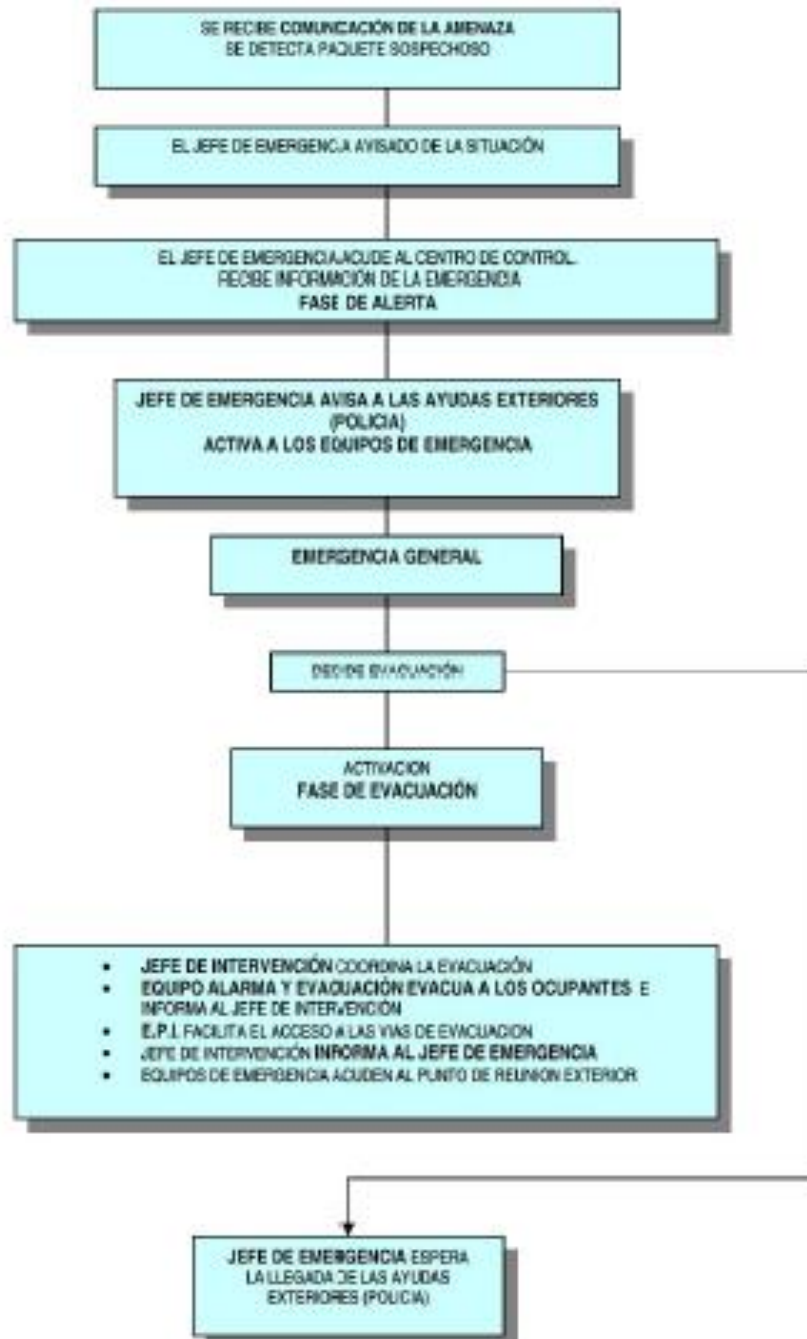 SE RECIBE COMUNICACIÓN DE LA AMENAZA
SE DETECTA PAQUETE SOSPECHOSO
EL JEFE DE EMERGENCIA AVISADO DE LA SITUACIÓN
EL JEFE DE EMERGENCIA ACUDE AL CENTRO DE CONTROL.
RECIBE INFORMACIÓN DE LA EMERGENCIA
FASE DE ALERTA
JEFE DE EMERGENCIA AVISA A LAS AYUDAS EXTERIORES
(POLICIA)
ACTIVA A LOS EQUIPOS DE EMERGENCIA
EMERGENCIA GENERAL
DECIDE EVACUACIÓN
ACTIVACION
FASE DE EVACUACIÓN
• JEFE DE INTERVENCIÓN COORDINA LA EVACUACIÓN
• EQUIPO ALARMA Y EVACUACIÓN EVACUA A LOS OCUPANTES E
INFORMA AL JEFE DE INTERVENCIÓN
• E.P.I. FACILITA EL ACCESO A LAS VIAS DE EVACUACION
• JEFE DE INTERVENCIÓN INFORMA AL JEFE DE EMERGENCIA
• EQUIPOS DE EMERGENCIA ACUDEN AL PUNTO DE REUNION EXTERIOR
JEFE DE EMERGENCIA ESPERA
LA LLEGADA DE LAS AYUDAS
EXTERIORES (POLICIA)